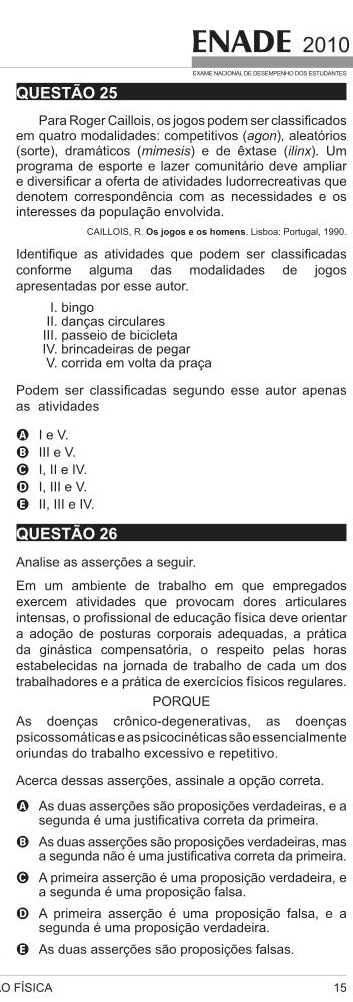 ENADE 2010
EXAME NACIONAL DE DESEMPENHO DOS ESTUDANTES
QUESTÃO 25
Para Roger Caillois, os jogos podem ser classificados
em quatro modalidades: competitivos (agon), aleatórios
(sorte), dramáticos (mimesis) e de êxtase (ilinx). Um
programa de esporte e lazer comunitário deve ampliar
e diversificar a oferta de atividades ludorrecreativas que
denotem correspondência com as necessidades e os
interesses da população envolvida.
CAILLOIS, R. Os jogos e os homens. Lisboa: Portugal, 1990.
Identifique as atividades que podem ser classificadas
conforme alguma das modalidades de jogos
apresentadas por esse autor.
I. bingo
II. danças circulares
III. passeio de bicicleta
IV. brincadeiras de pegar
V. corrida em volta da praça
Podem ser classificadas segundo esse autor apenas
as atividades
A I e V.
B III e V.
C I, II e IV.
D I, III e V.
E II, III e IV.
QUESTÃO 26
Analise as asserções a seguir.
Em um ambiente de trabalho em que empregados
exercem atividades que provocam dores articulares
intensas, o profissional de educação física deve orientar
a adoção de posturas corporais adequadas, a prática
da ginástica compensatória, o respeito pelas horas
estabelecidas na jornada de trabalho de cada um dos
trabalhadores e a prática de exercícios físicos regulares.
PORQUE
As doenças crônico-degenerativas, as doenças
psicossomáticas e as psicocinéticas são essencialmente
oriundas do trabalho excessivo e repetitivo.
Acerca dessas asserções, assinale a opção correta.
A As duas asserções são proposições verdadeiras, e a
segunda é uma justificativa correta da primeira.
B As duas asserções são proposições verdadeiras, mas
a segunda não é uma justificativa correta da primeira.
C A primeira asserção é uma proposição verdadeira, e
a segunda é uma proposição falsa.
D A primeira asserção é uma proposição falsa, e a
segunda é uma proposição verdadeira.
E As duas asserções são proposições falsas.
O FÍSICA 15